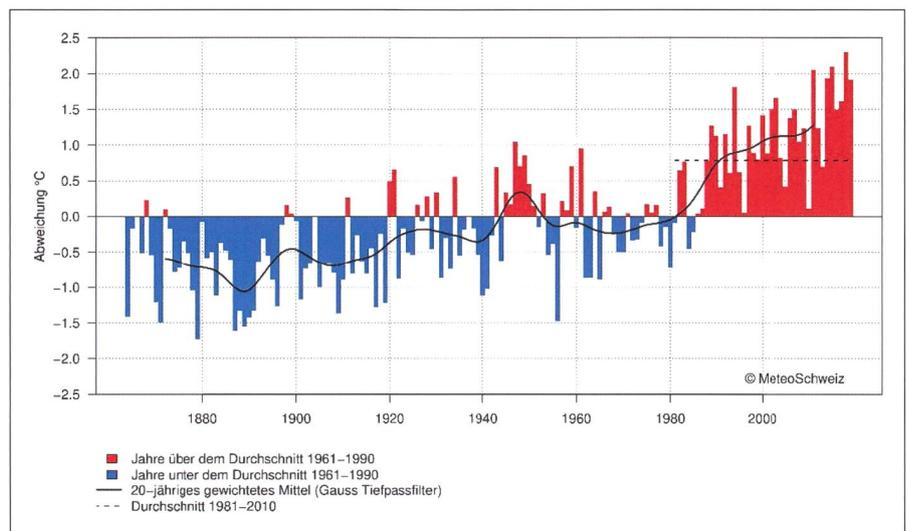 Abweichung °C
2.5
2.0
1.5
1.0
0.5
0.0
−0.5
−1.0
−1.5
−2.0
−2.5
1880 1900 1920 1940 1960 1980 2000
© MeteoSchweiz
Jahre über dem Durchschnitt 1961−1990
Jahre unter dem Durchschnitt 1961−1990
20−jähriges gewichtetes Mittel (Gauss Tiefpassfilter)
Durchschnitt 1981−2010